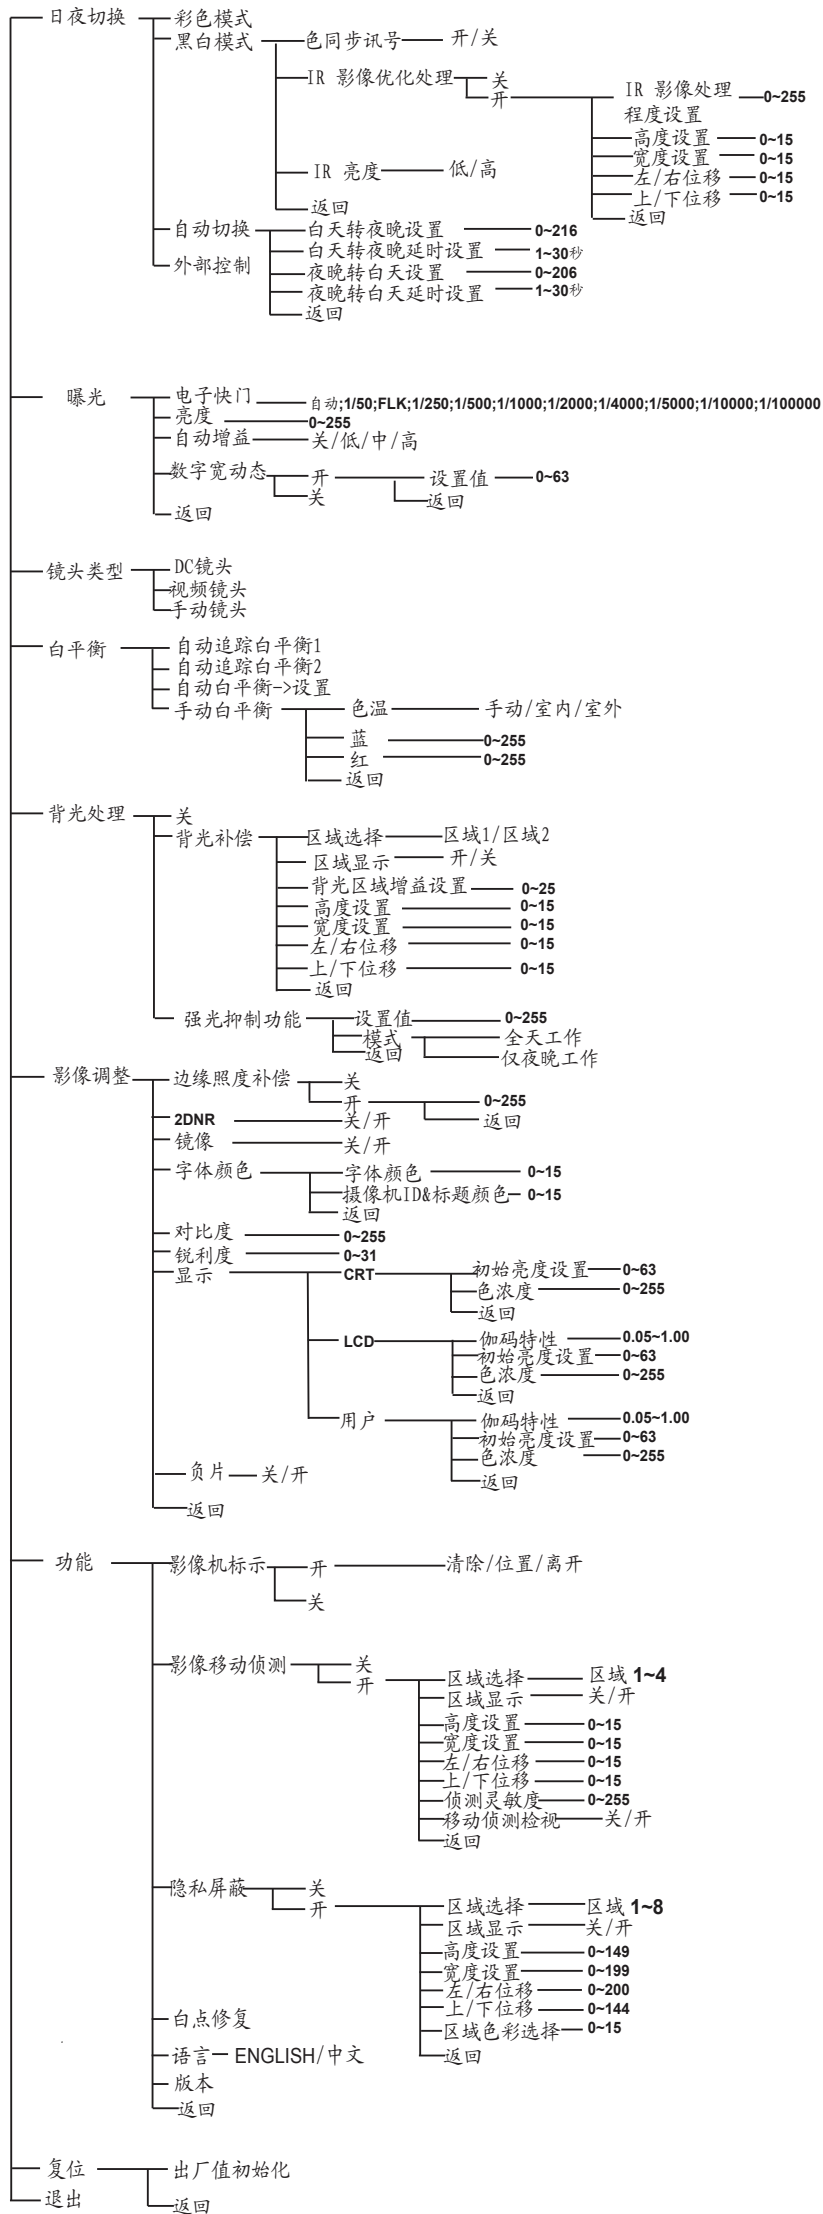 日夜切换 彩色模式
黑白模式 色同步讯号 开/关
IR 影像优化处理 关
开 IR 影像处理 0~255
程度设置
高度设置 0~15
宽度设置 0~15
左/右位移 0~15
IR 亮度 低/高
上/下位移 0~15
返回
返回
自动切换 白天转夜晚设置 0~216
白天转夜晚延时设置 1~30秒
外部控制 夜晚转白天设置 0~206
夜晚转白天延时设置 1~30秒
返回
曝光 电子快门 自动;1/50;FLK;1/250;1/500;1/1000;1/2000;1/4000;1/5000;1/10000;1/100000
亮度 0~255
自动增益 关/低/中/高
数字宽动态 开 设置值 0~63
关 返回
返回
镜头类型 DC镜头
视频镜头
手动镜头
白平衡 自动追踪白平衡1
自动追踪白平衡2
自动白平衡->设置
手动白平衡 色温 手动/室内/室外
蓝 0~255
红 0~255
返回
背光处理 关
背光补偿 区域选择 区域1/区域2
区域显示 开/关
背光区域增益设置 0~25
高度设置 0~15
宽度设置 0~15
左/右位移 0~15
上/下位移 0~15
返回
强光抑制功能 设置值 0~255
模式 全天工作
返回 仅夜晚工作
影像调整 边缘照度补偿 关
开 0~255
2DNR 关/开 返回
镜像 关/开
字体颜色 字体颜色 0~15
摄像机ID&标题颜色 0~15
返回
对比度 0~255
锐利度 0~31
显示 CRT 初始亮度设置 0~63
色浓度 0~255
返回
LCD 伽码特性 0.05~1.00
初始亮度设置 0~63
色浓度 0~255
返回
用户 伽码特性 0.05~1.00
初始亮度设置 0~63
色浓度 0~255
负片 关/开 返回
返回
功能 影像机标示 开 清除/位置/离开
关
影像移动侦测 关
开 区域选择 区域 1~4
区域显示 关/开
高度设置 0~15
宽度设置 0~15
左/右位移 0~15
上/下位移 0~15
侦测灵敏度 0~255
移动侦测检视 关/开
返回
隐私屏蔽 关
开 区域选择 区域 1~8
区域显示 关/开
高度设置 0~149
宽度设置 0~199
左/右位移 0~200
上/下位移 0~144
白点修复 区域色彩选择 0~15
语言 ENGLISH/中文 返回
版本
返回
复位 出厂值初始化
退出 返回